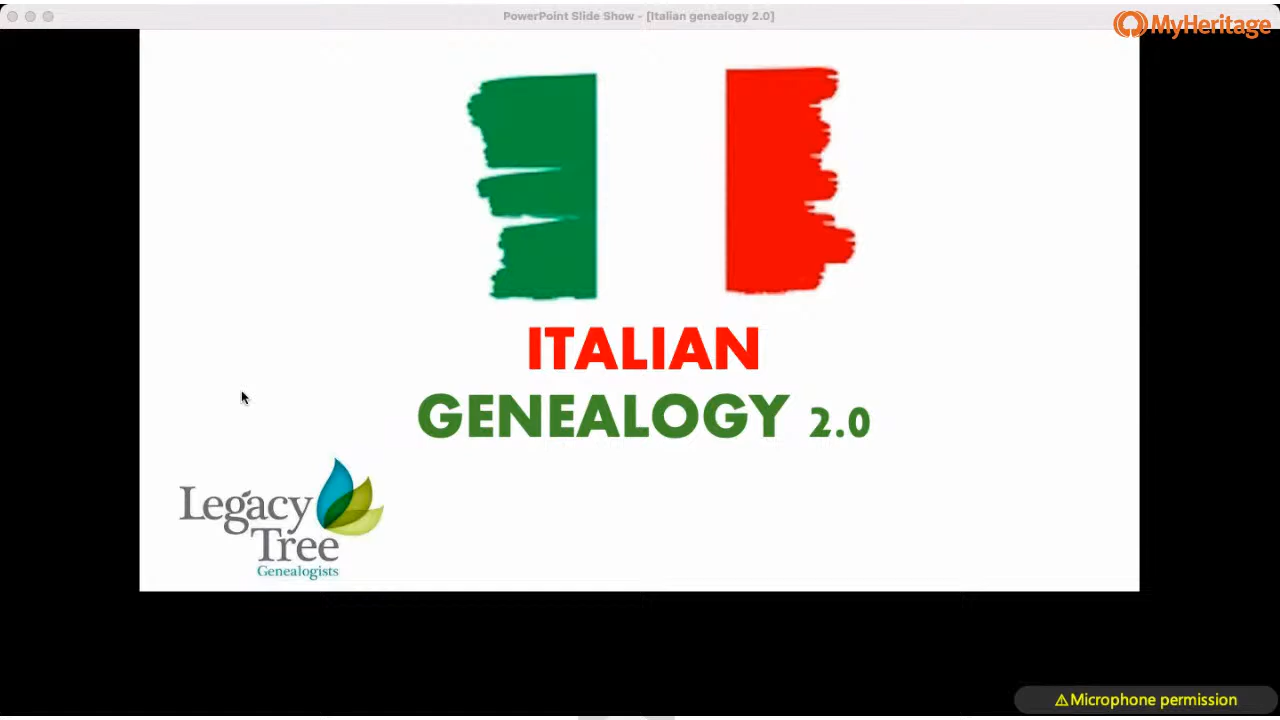 PowerPoint Slide Show - [Italian genealogy 2.0]
MyHeritage
ITALIAN
GENEALOGY 2.0
Legacy
Tree
Genealogists
⚠Microphone permission